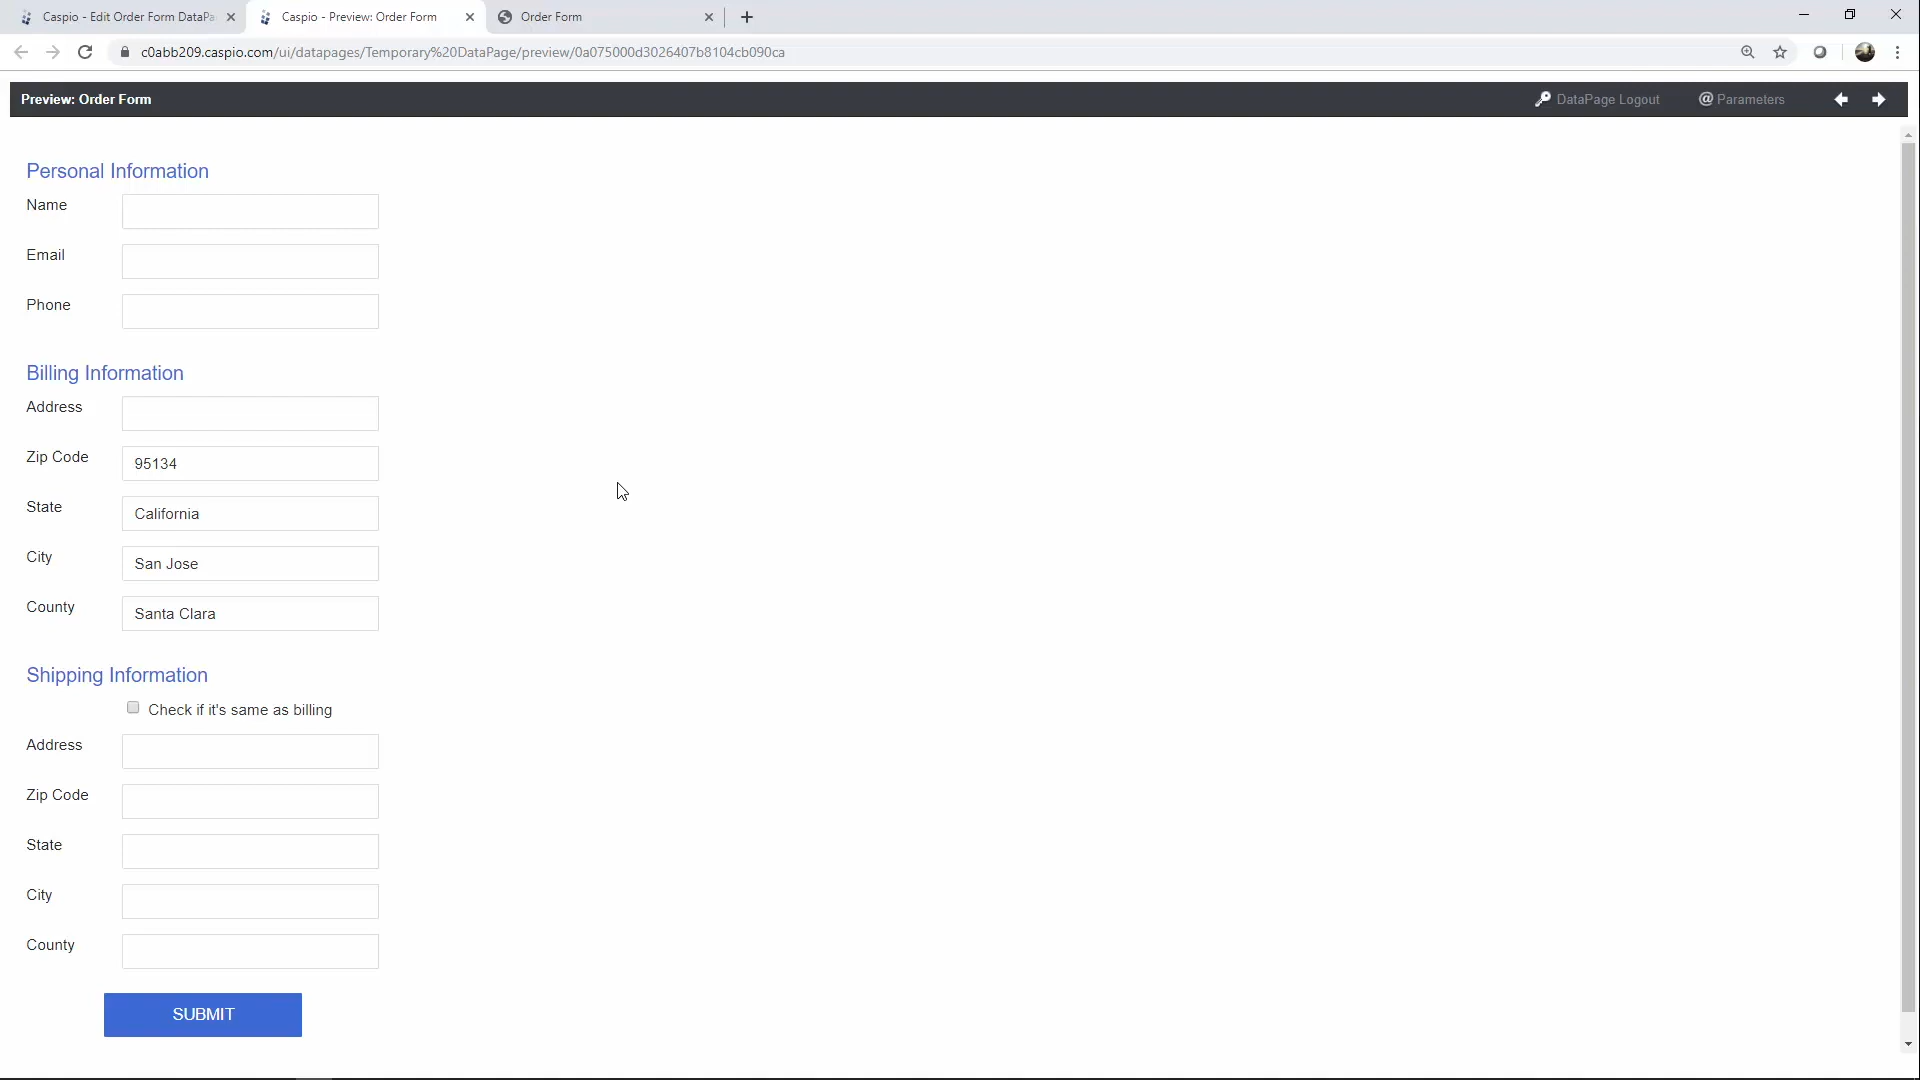 Caspio - Edit Order Form DataPa
Caspio - Preview: Order Form
Order Form
c0abb209.caspio.com/ui/datapages/Temporary%20DataPage/preview/0a075000d3026407b8104cb090ca
Preview: Order Form
DataPage Logout
@ Parameters
Personal Information
Name
Email
Phone
Billing Information
Address
Zip Code 95134
State California
City San Jose
County Santa Clara
Shipping Information
Check if it's same as billing
Address
Zip Code
State
City
County
SUBMIT